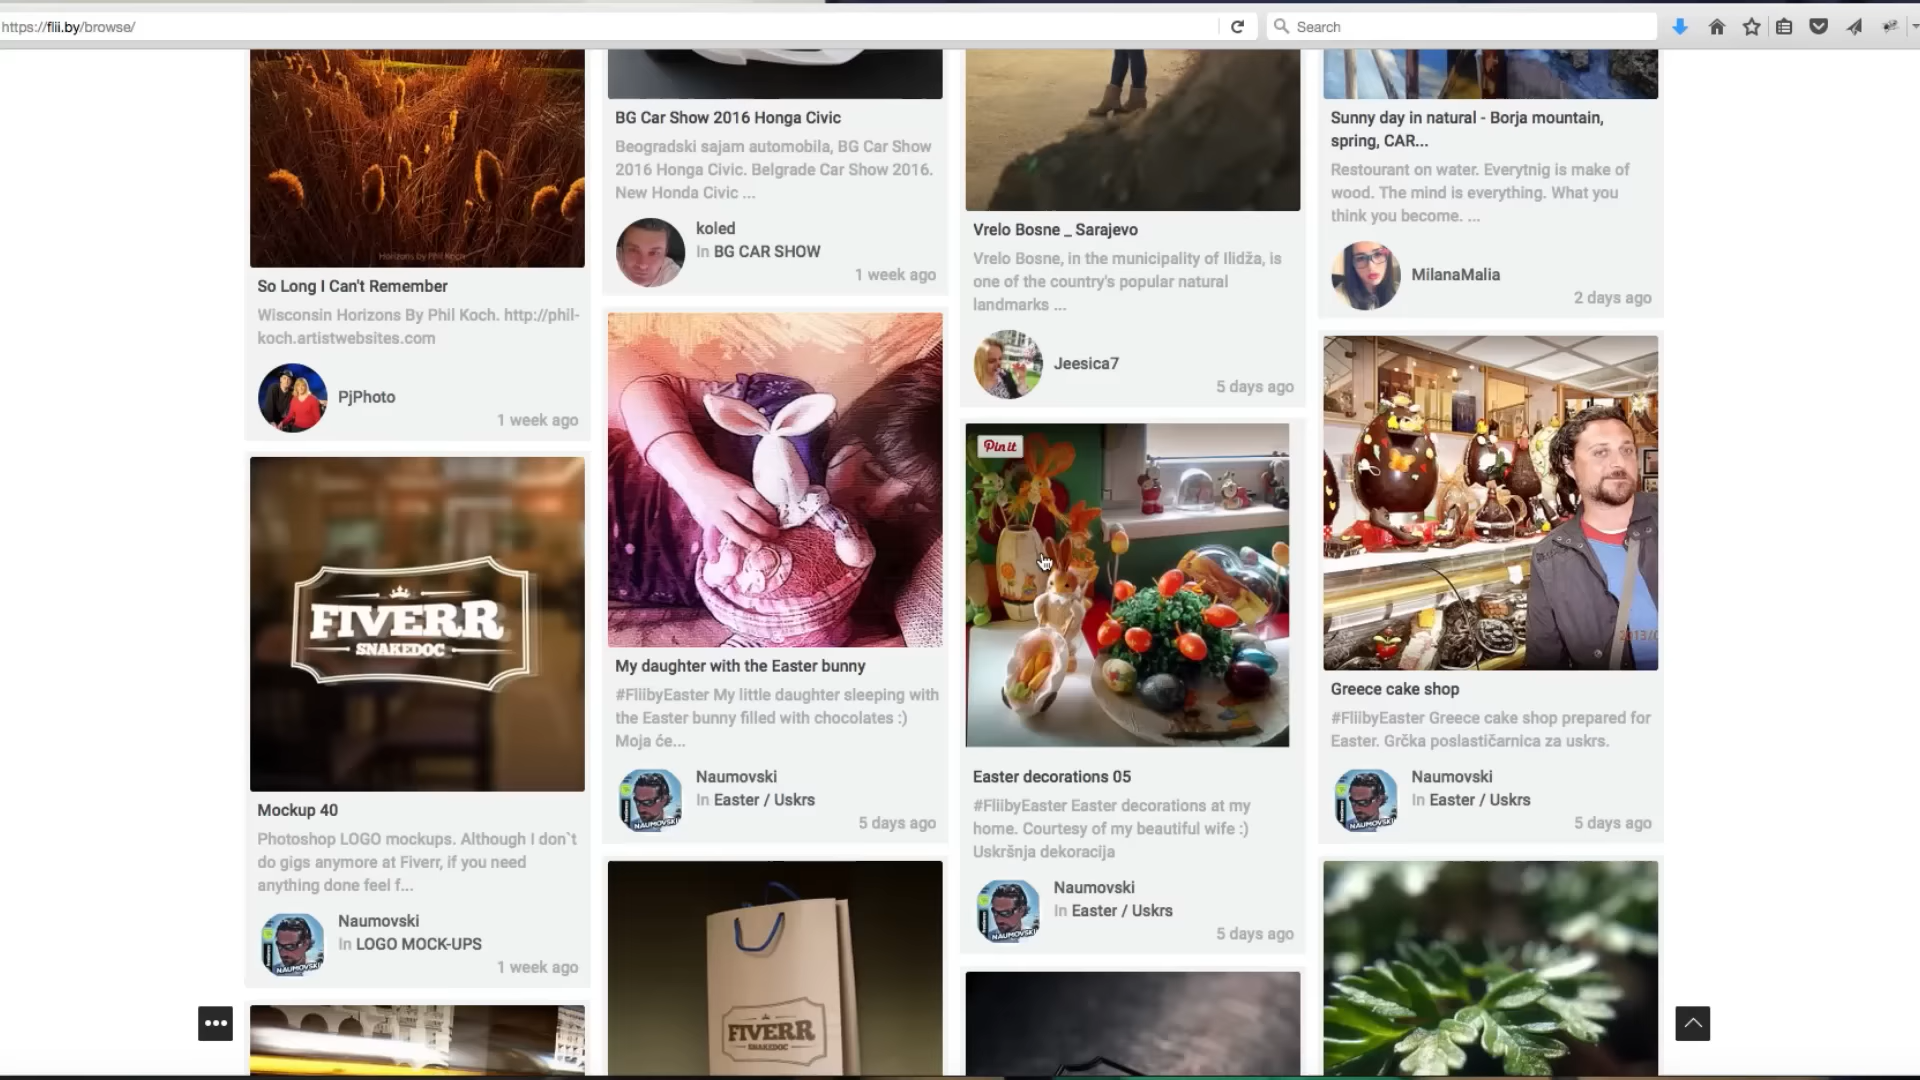 https://flii.by/browse/
Search
Horizons by Phil Koch
So Long I Can't Remember
Wisconsin Horizons By Phil Koch. http://phil-
koch.artistwebsites.com
PjPhoto
1 week ago
FIVERR
SNAKEDOC
Mockup 40
Photoshop LOGO mockups. Although I don`t
do gigs anymore at Fiverr, if you need
anything done feel f...
Naumovski
In LOGO MOCK-UPS
1 week ago
NAUMOVSKI
BG Car Show 2016 Honga Civic
Beogradski sajam automobila, BG Car Show
2016 Honga Civic. Belgrade Car Show 2016.
New Honda Civic ...
koled
In BG CAR SHOW
1 week ago
My daughter with the Easter bunny
#FliibyEaster My little daughter sleeping with
the Easter bunny filled with chocolates :)
Moja će...
Naumovski
In Easter / Uskrs
5 days ago
NAUMOVSKI
FIVERR
SNAKEDOC
Vrelo Bosne _ Sarajevo
Vrelo Bosne, in the municipality of Ilidža, is
one of the country's popular natural
landmarks ...
Jeesica7
5 days ago
Pin it
Easter decorations 05
#FliibyEaster Easter decorations at my
home. Courtesy of my beautiful wife :)
Uskršnja dekoracija
Naumovski
In Easter / Uskrs
5 days ago
NAUMOVSKI
Sunny day in natural - Borja mountain,
spring, CAR...
Restourant on water. Everytnig is make of
wood. The mind is everything. What you
think you become. ...
MilanaMalia
2 days ago
Greece cake shop
#FliibyEaster Greece cake shop prepared for
Easter. Grčka poslastičarnica za uskrs.
Naumovski
In Easter / Uskrs
5 days ago
NAUMOVSKI